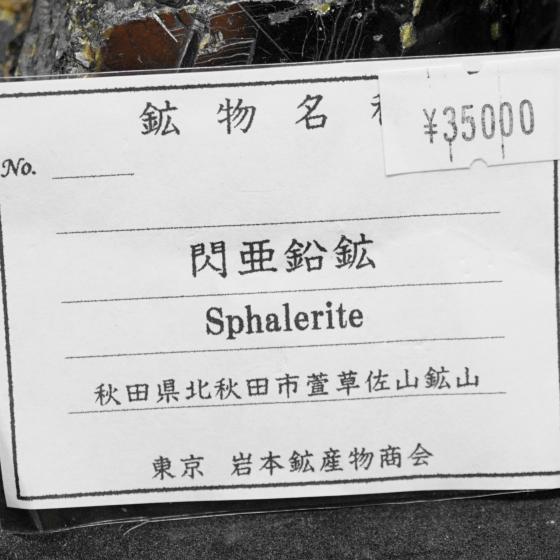 鉱物名
¥35000
No.
閃亜鉛鉱
Sphalerite
秋田県北秋田市萱草佐山鉱山
東京 岩本鉱産物商会